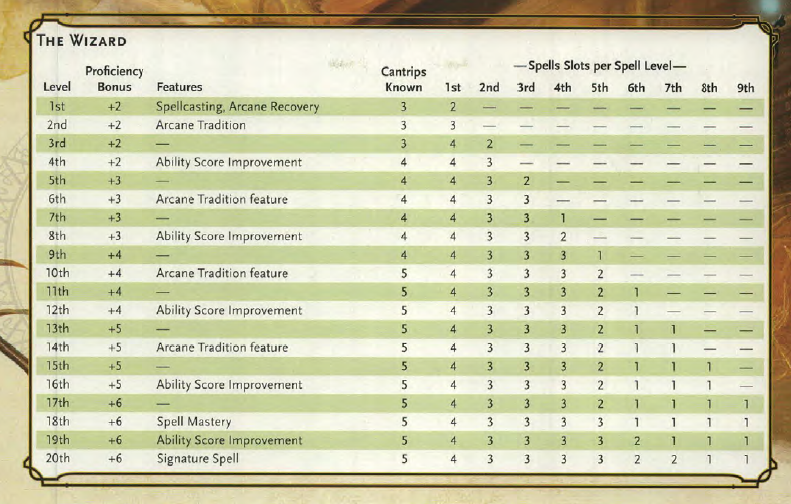 THE WIZARD
—Spells Slots per Spell Level—
Proficiency Cantrips
Level Bonus Features Known 1st 2nd 3rd 4th 5th 6th 7th 8th 9th
1st +2 Spellcasting, Arcane Recovery 3 2 — — — — — — — —
2nd +2 Arcane Tradition 3 3 — — — — — — — —
3rd +2 — 3 4 2 — — — — — — —
4th +2 Ability Score Improvement 4 4 3 — — — — — — —
5th +3 — 4 4 3 2 — — — — — —
6th +3 Arcane Tradition feature 4 4 3 3 — — — — — —
7th +3 — 4 4 3 3 1 — — — — —
8th +3 Ability Score Improvement 4 4 3 3 2 — — — — —
9th +4 — 4 4 3 3 3 1 — — — —
10th +4 Arcane Tradition feature 5 4 3 3 3 2 — — — —
11th +4 — 5 4 3 3 3 2 1 — — —
12th +4 Ability Score Improvement 5 4 3 3 3 2 1 — — —
13th +5 — 5 4 3 3 3 2 1 1 — —
14th +5 Arcane Tradition feature 5 4 3 3 3 2 1 1 — —
15th +5 — 5 4 3 3 3 2 1 1 1 —
16th +5 Ability Score Improvement 5 4 3 3 3 2 1 1 1 —
17th +6 — 5 4 3 3 3 2 1 1 1 1
18th +6 Spell Mastery 5 4 3 3 3 3 1 1 1 1
19th +6 Ability Score Improvement 5 4 3 3 3 3 2 1 1 1
20th +6 Signature Spell 5 4 3 3 3 3 2 2 1 1